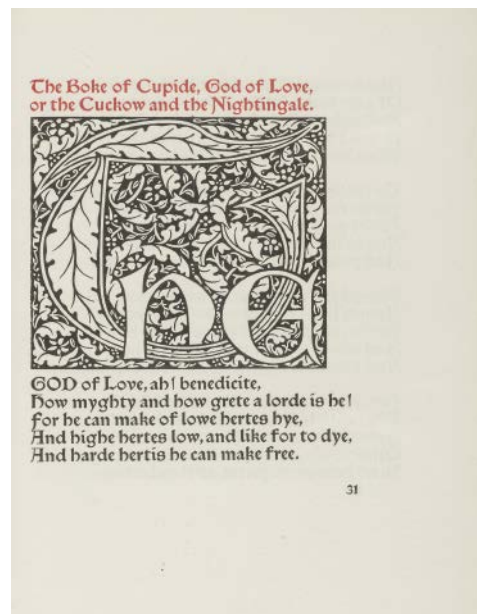 The Boke of Cupide, God of Love,
or the Cuckow and the Nightingale.
The
GOD of Love, ah! benedicite,
How myghty and how grete a lorde is he!
For he can make of lowe hertes hye,
And highe hertes low, and like for to dye,
And harde hertis he can make free.
31